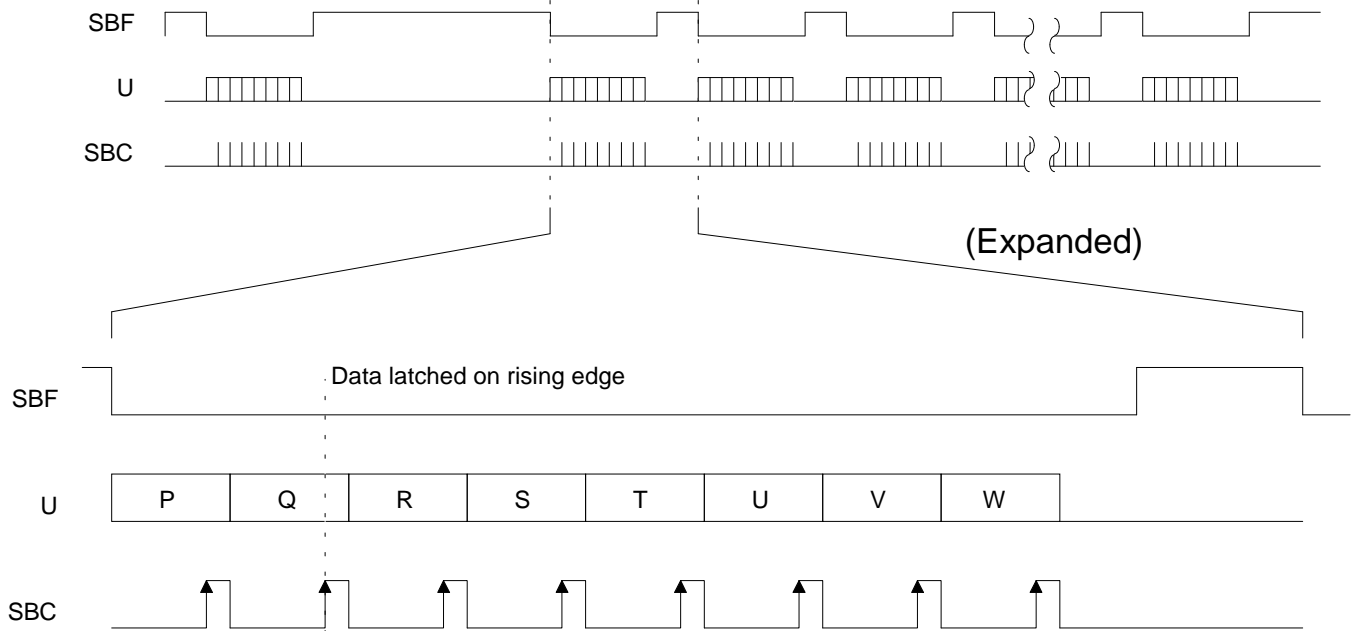 SBF
U
SBC
(Expanded)
Data latched on rising edge
SBF
U P Q R S T U V W
SBC